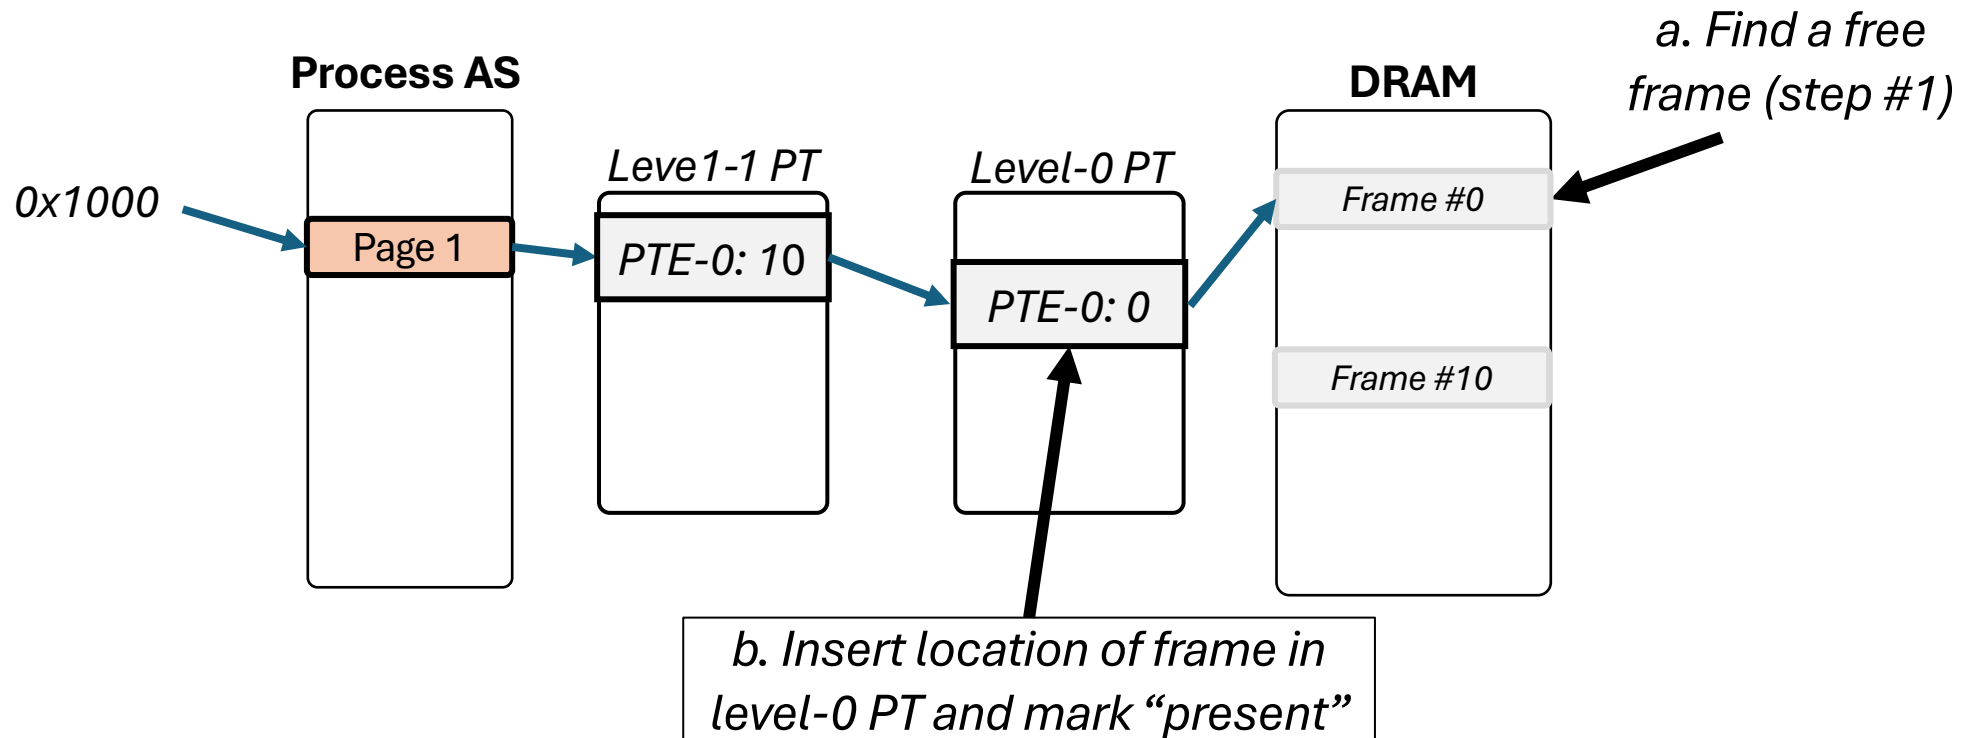 a. Find a free
frame (step #1)
Process AS
DRAM
Leve1-1 PT
Level-0 PT
0x1000
Page 1
PTE-0: 10
PTE-0: 0
Frame #0
Frame #10
b. Insert location of frame in
level-0 PT and mark “present”